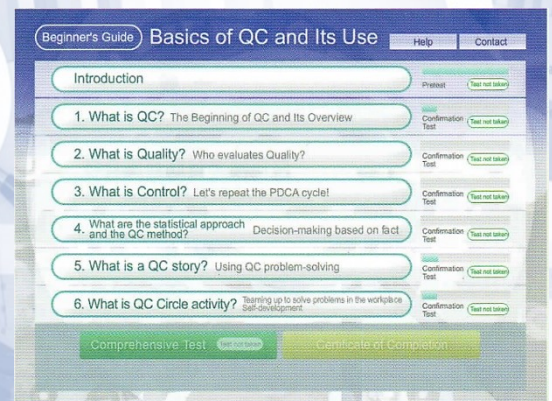 Beginner's Guide Basics of QC and Its Use
Help Contact
Introduction
Pretest Test not taken
1. What is QC? The Beginning of QC and Its Overview
Confirmation Test Test not taken
2. What is Quality? Who evaluates Quality?
Confirmation Test Test not taken
3. What is Control? Let's repeat the PDCA cycle!
Confirmation Test Test not taken
4. What are the statistical approach
and the QC method? Decision-making based on fact
Confirmation Test Test not taken
5. What is a QC story? Using QC problem-solving
Confirmation Test Test not taken
6. What is QC Circle activity? Teaming up to solve problems in the workplace
Self-development
Confirmation Test Test not taken
Comprehensive Test Test not taken Certificate of Completion